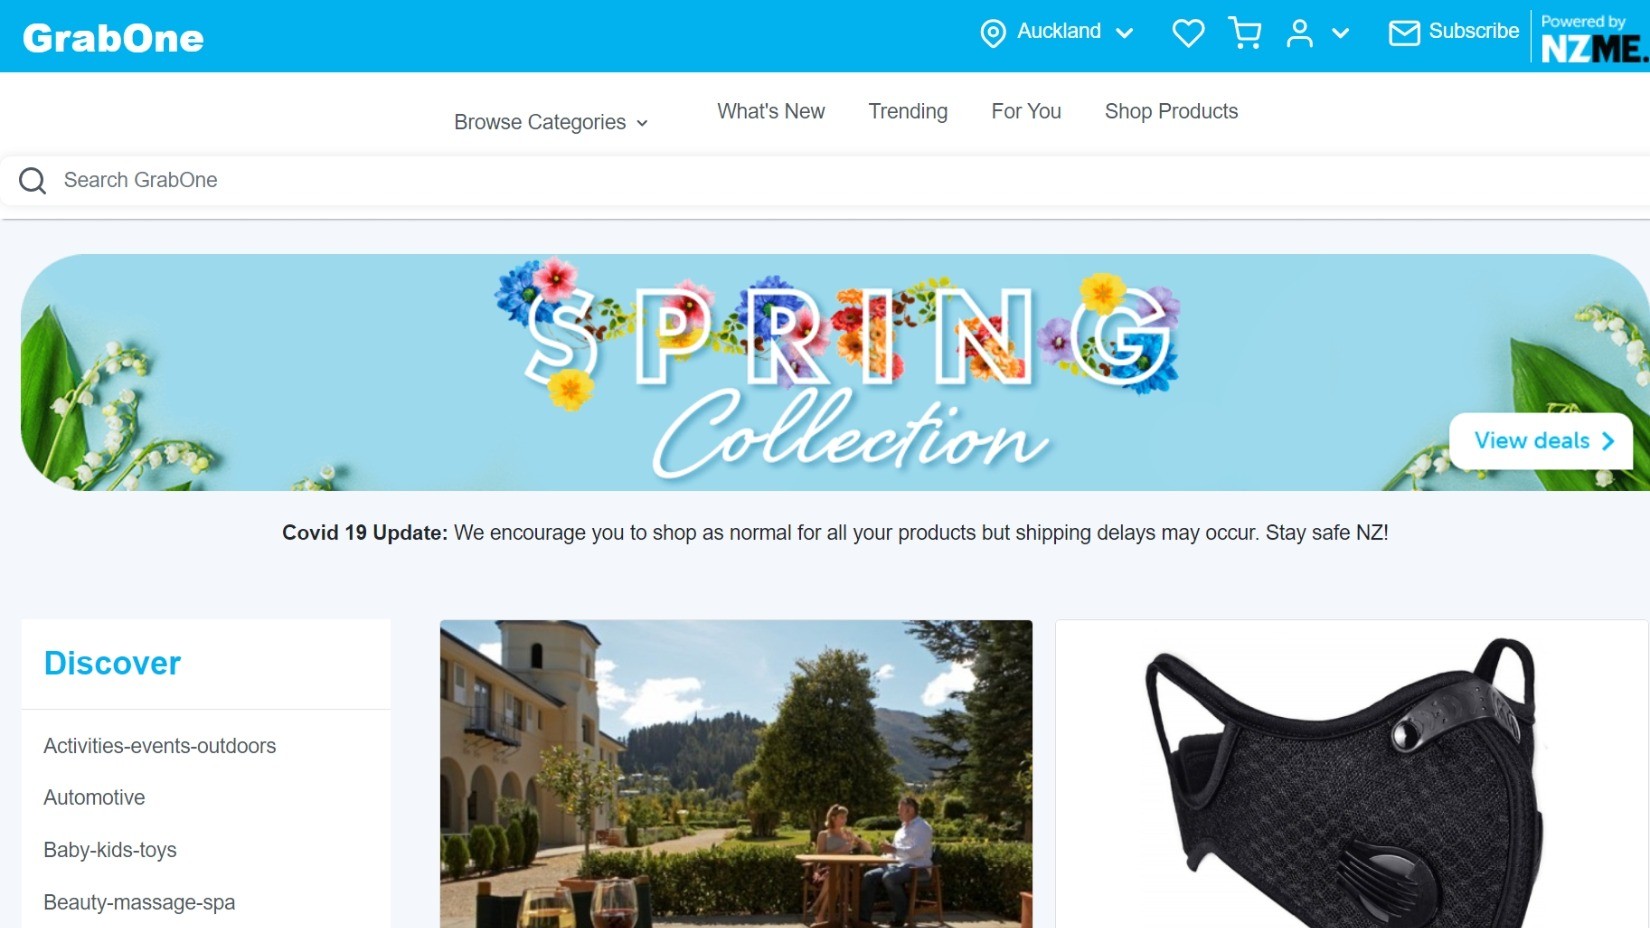 GrabOne
Auckland
Subscribe
Powered by
NZME.
Browse Categories
What's New
Trending
For You
Shop Products
Search GrabOne
SPRING
Collection
View deals
Covid 19 Update: We encourage you to shop as normal for all your products but shipping delays may occur. Stay safe NZ!
Discover
Activities-events-outdoors
Automotive
Baby-kids-toys
Beauty-massage-spa